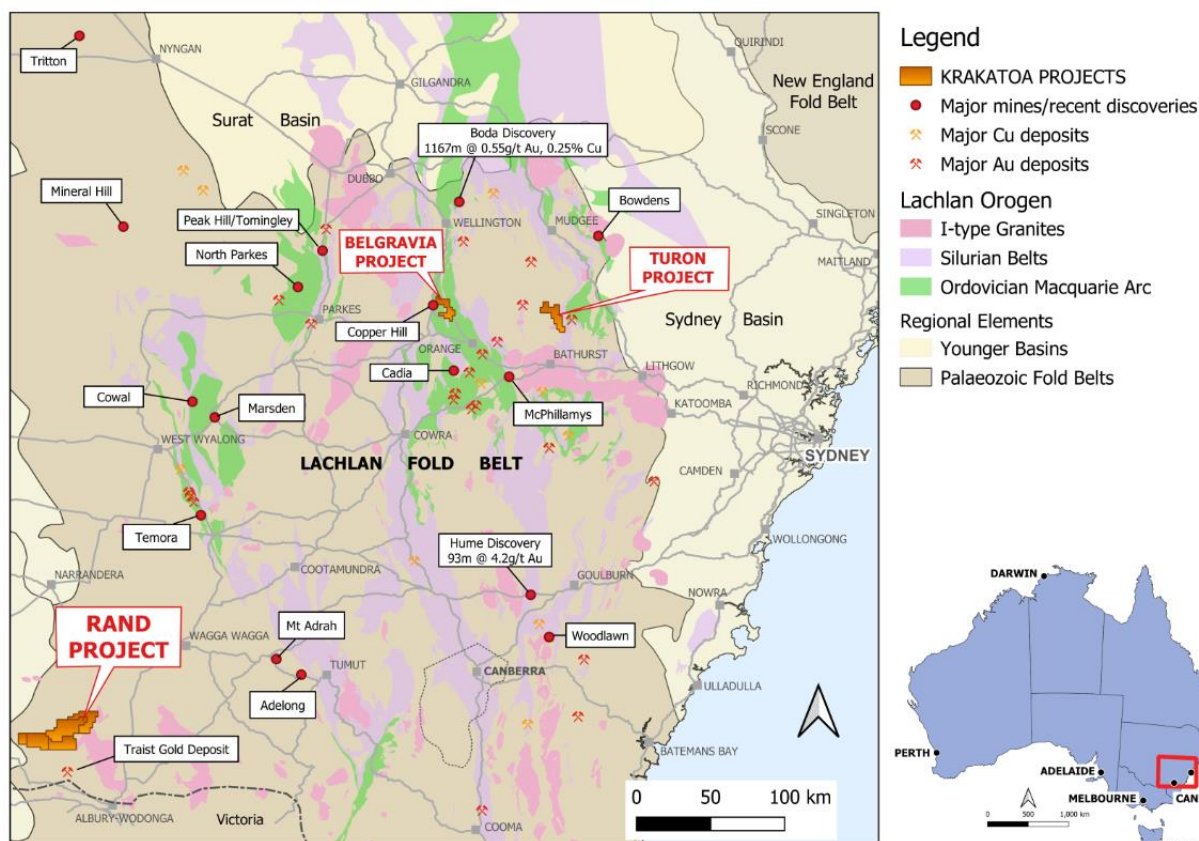 Tritton
NYNGAN
QUIRINDI
GILGANDRA
New England
Fold Belt
Surat Basin
SCONE
Boda Discovery
1167m @ 0.55g/t Au, 0.25% Cu
DUBBO
Mineral Hill
Bowdens
SINGLETON
Peak Hill/Tomingley
WELLINGTON
MUDGEE
MAITLAND
North Parkes
BELGRAVIA
PROJECT
TURON
PROJECT
PARKES
Copper Hill
Sydney Basin
ORANGE
BATHURST
LITHGOW
Cadia
RICHMOND
Cowal
Marsden
McPhillamys
KATOOMBA
COWRA
WEST WYALONG
SYDNEY
LACHLAN FOLD BELT
CAMDEN
Temora
Hume Discovery
93m @ 4.2g/t Au
WOLLONGONG
COOTAMUNDRA
GOULBURN
NARRANDERA
NOWRA
RAND
PROJECT
WAGGA WAGGA
Mt Adrah
Woodlawn
TUMUT
CANBERRA
ULLADULLA
Adelong
Traist Gold Deposit
BATEMANS BAY
ALBURY-WODONGA
Victoria
COOMA
0 50 100 km
Legend
KRAKATOA PROJECTS
Major mines/recent discoveries
Major Cu deposits
Major Au deposits
Lachlan Orogen
I-type Granites
Silurian Belts
Ordovician Macquarie Arc
Regional Elements
Younger Basins
Palaeozoic Fold Belts
DARWIN
PERTH
ADELAIDE
MELBOURNE
CAN
0 500 1,000 km